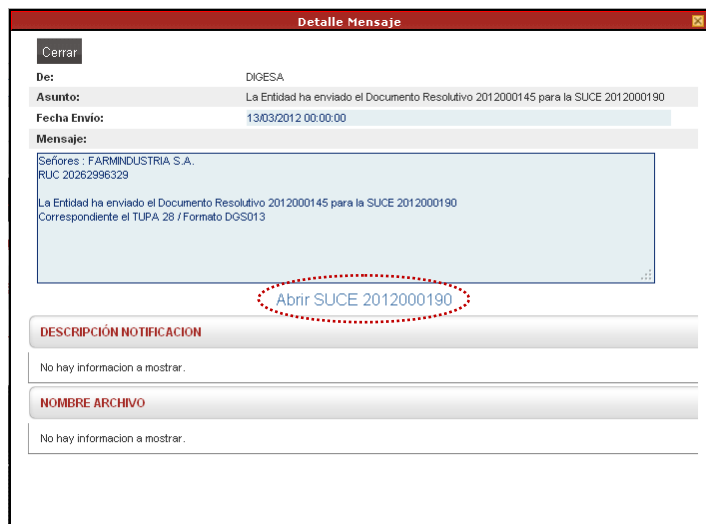 Detalle Mensaje
Cerrar
De: DIGESA
Asunto: La Entidad ha enviado el Documento Resolutivo 2012000145 para la SUCE 2012000190
Fecha Envío: 13/03/2012 00:00:00
Mensaje:
Señores : FARMINDUSTRIA S.A.
RUC 20262996329
La Entidad ha enviado el Documento Resolutivo 2012000145 para la SUCE 2012000190
Correspondiente el TUPA 28 / Formato DGS013
Abrir SUCE 2012000190
DESCRIPCIÓN NOTIFICACION
No hay informacion a mostrar.
NOMBRE ARCHIVO
No hay informacion a mostrar.